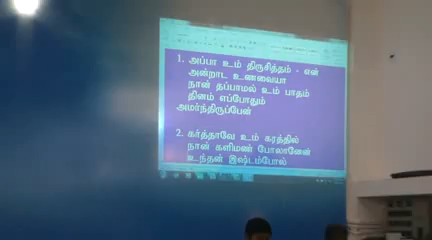 1. அப்பா உம் திருசித்தம் - என்
அன்றாட உணவையா
நான் தப்பாமல் உம் பாதம்
தினம் எப்போதும்
அமர்ந்திருப்பேன்
2. கர்த்தாவே உம் கரத்தில்
நான் களிமண் போலானேன்
உந்தன் இஷ்டம்போல்